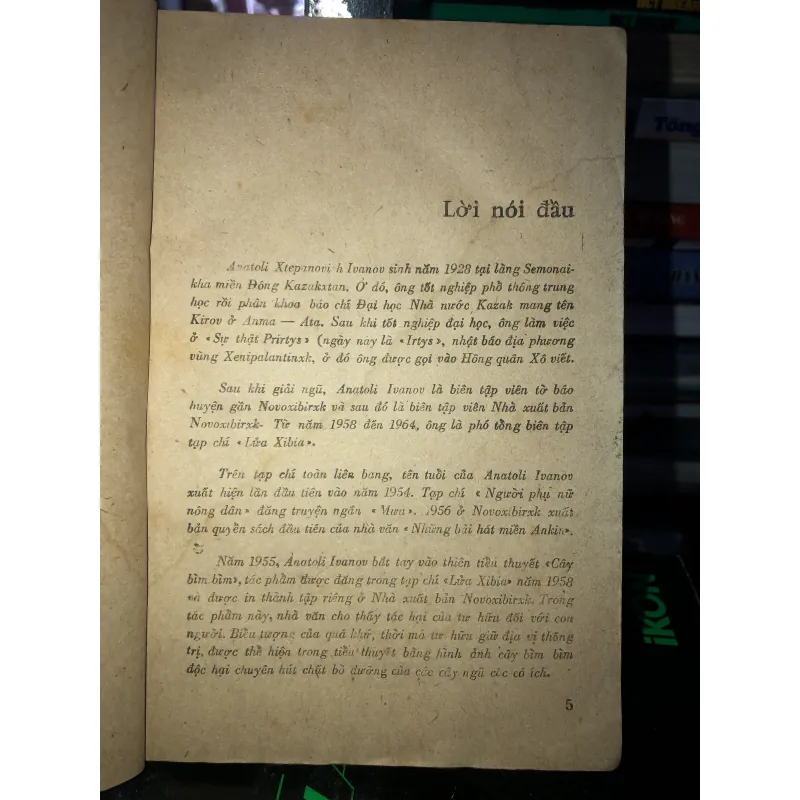 Lời nói đầu
Anatoli Xtepanovich Ivanov sinh năm 1928 tại làng Semonai-
kha miền Đông Kazakxtan. Ở đó, ông tốt nghiệp phổ thông trung
học rồi phân khoa báo chí Đại học Nhà nước Kazak mang tên
Kirov ở Anma — Ata. Sau khi tốt nghiệp đại học, ông làm việc
ở «Sự thật Prirtys» (ngày này là «Irtys», nhật báo địa phương
vùng Xenipalantinxk, ở đó ông được gọi vào Hồng quân Xô viết.
Sau khi giải ngũ, Anatoli Ivanov là biên tập viên tờ báo
huyện gần Novoxibirxk và sau đó là biên tập viên Nhà xuất bản
Novoxibirxk- Từ năm 1958 đến 1964, ông là phó tổng biên tập
tạp chí «Lửa Xibia».
Trên tạp chí toàn liên bang, tên tuổi của Anatoli Ivanov
xuất hiện lần đầu tiên vào năm 1954. Tạp chí «Người phụ nữ
nông dân» đăng truyện ngắn «Mưa». 1956 ở Novoxibirxk xuất
bản quyển sách đầu tiên của nhà văn «Những bài hát miền Ankin».
Năm 1955, Anatoli Ivanov bắt tay vào thiên tiểu thuyết «Cây
bìm bìm», tác phẩm được đăng trong tạp chí «Lửa Xibia» năm 1958
và được in thành tập riêng ở Nhà xuất bản Novoxibirxk. Trong
tác phẩm này, nhà văn cho thấy tác hại của tư hữu đối với con
người. Biểu tượng của quá khứ, thời mà tư hữu giữ địa vị thống
trị, được thể hiện trong tiểu thuyết bằng hình ảnh cây bìm bìm
độc hại chuyên hút chất bổ dưỡng của các cây ngũ cốc có ích.
5
Tổng
iKON